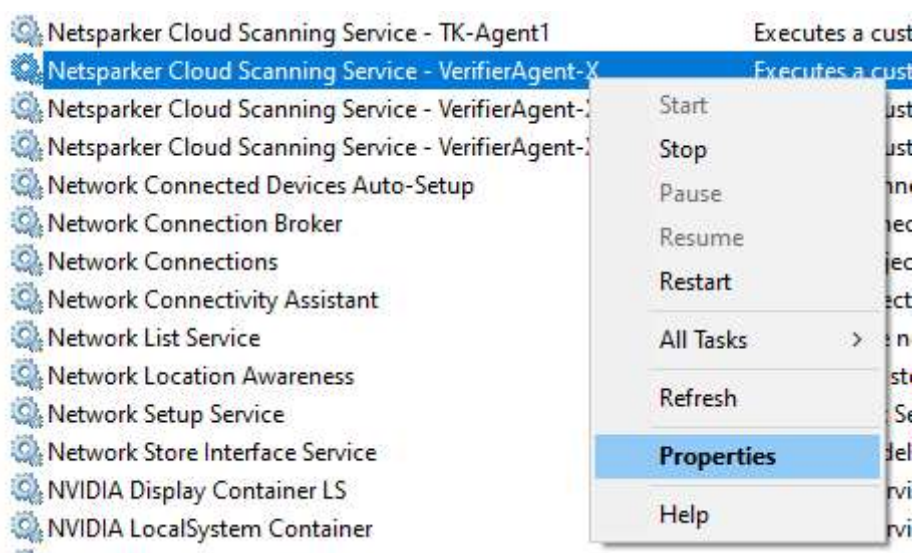 Netsparker Cloud Scanning Service - TK-Agent1 Executes a cust
Netsparker Cloud Scanning Service - VerifierAgent-X Executes a cust
Netsparker Cloud Scanning Service - VerifierAgent-
Netsparker Cloud Scanning Service - VerifierAgent-
Network Connected Devices Auto-Setup
Network Connection Broker
Network Connections
Network Connectivity Assistant
Network List Service
Network Location Awareness
Network Setup Service
Network Store Interface Service
NVIDIA Display Container LS
NVIDIA LocalSystem Container
Start
Stop
Pause
Resume
Restart
All Tasks >
Refresh
Properties
Help